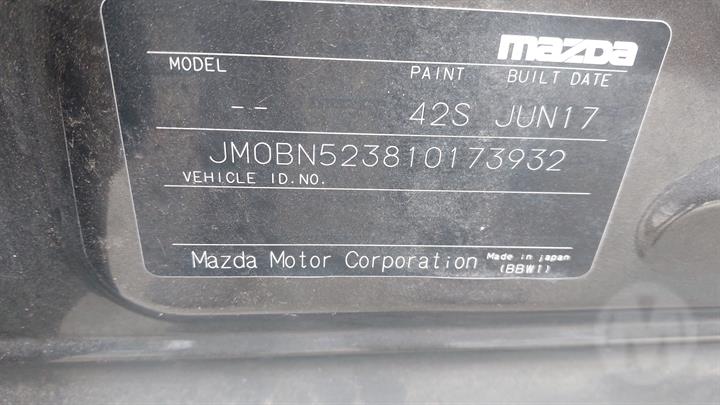 mazda
MODEL PAINT BUILT DATE
-- 42S JUN17
JM0BN523810173932
VEHICLE ID.NO.
Mazda Motor Corporation Made in japan
(BBW1)
M